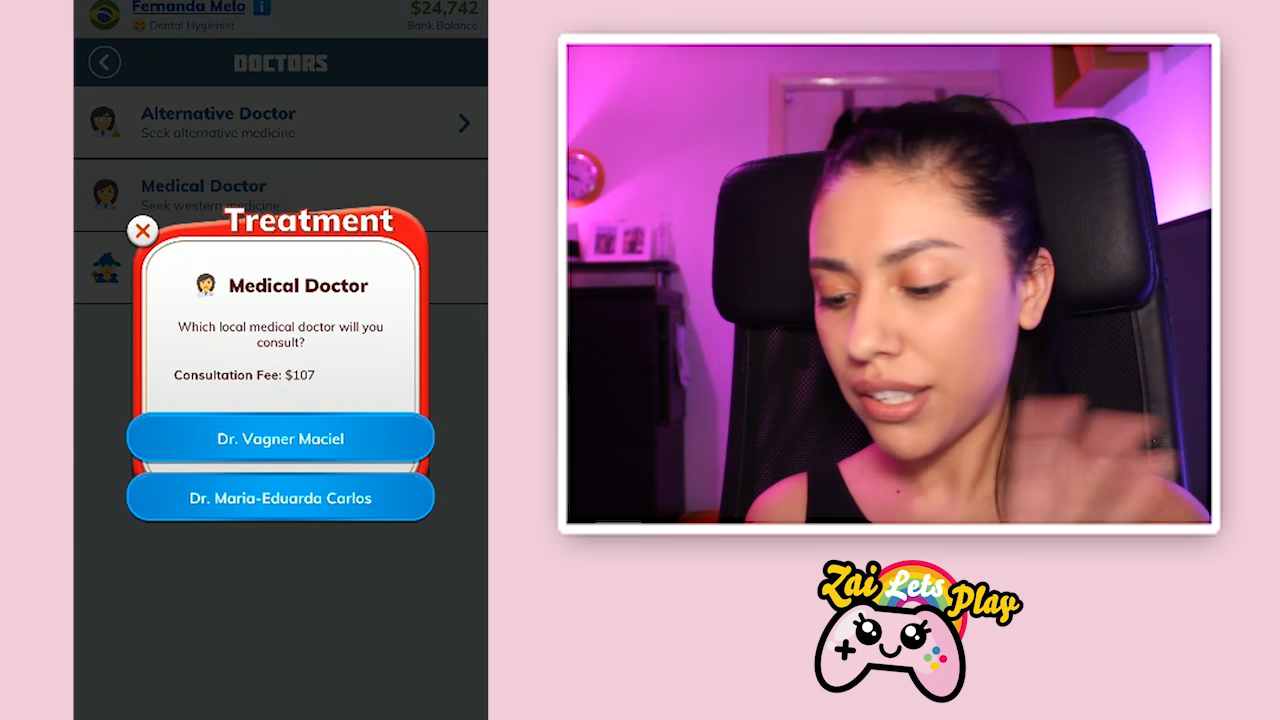 Fernanda Melo i
$24,742
Dental Hygienist
Bank Balance
DOCTORS
Alternative Doctor
Seek alternative medicine
Medical Doctor
Seek western medicine
Treatment
Medical Doctor
Which local medical doctor will you
consult?
Consultation Fee: $107
Dr. Vagner Maciel
Dr. Maria-Eduarda Carlos
Zai Lets Play